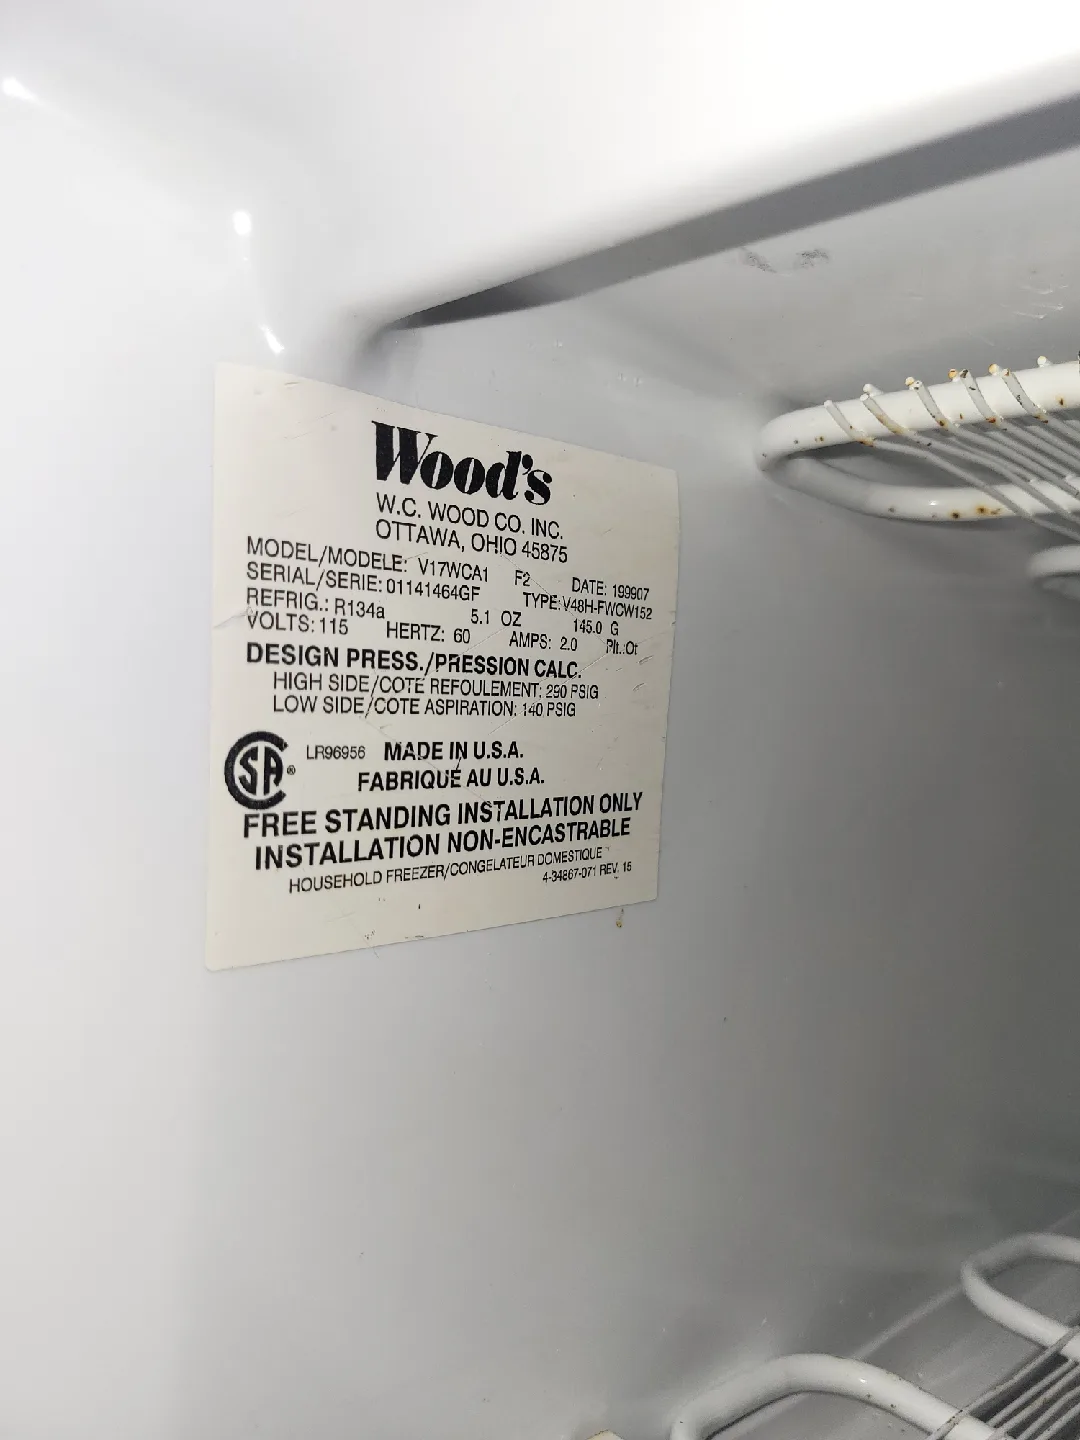 Wood's
W.C. WOOD CO. INC.
OTTAWA, OHIO 45875
MODEL/MODELE: V17WCA1 F2 DATE: 199907
SERIAL/SERIE: 01141464GF TYPE: V48H-FWCW152
REFRIG.: R134a 5.1 OZ 145.0 G
VOLTS: 115 HERTZ: 60 AMPS: 2.0 Plt.:Ot
DESIGN PRESS./PRESSION CALC.
HIGH SIDE/COTE REFOULEMENT: 290 PSIG
LOW SIDE/COTE ASPIRATION: 140 PSIG
SA ® LR96956 MADE IN U.S.A.
FABRIQUÉ AU U.S.A.
FREE STANDING INSTALLATION ONLY
INSTALLATION NON-ENCASTRABLE
HOUSEHOLD FREEZER/CONGELATEUR DOMESTIQUE
4-34867-071 REV. 15